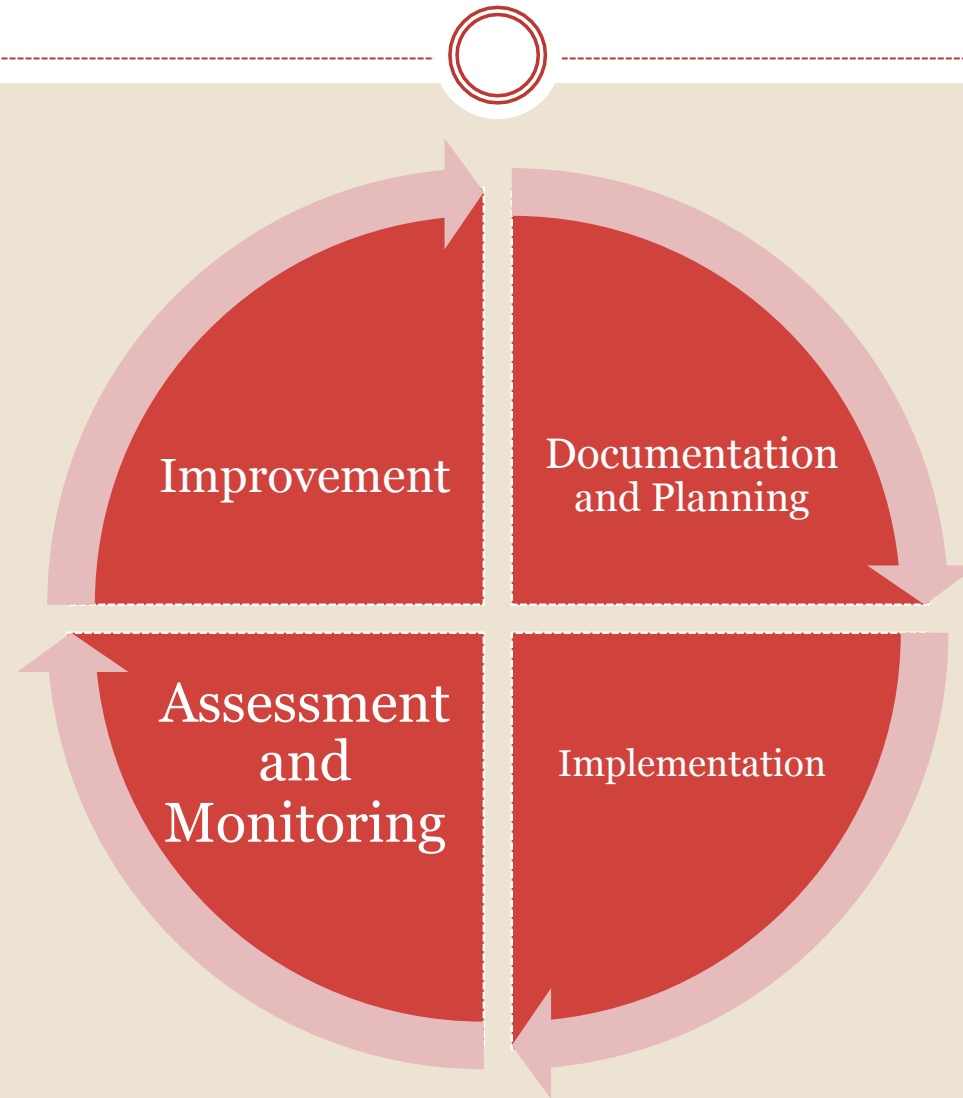 Improvement
Documentation
and Planning
Assessment
and
Monitoring
Implementation